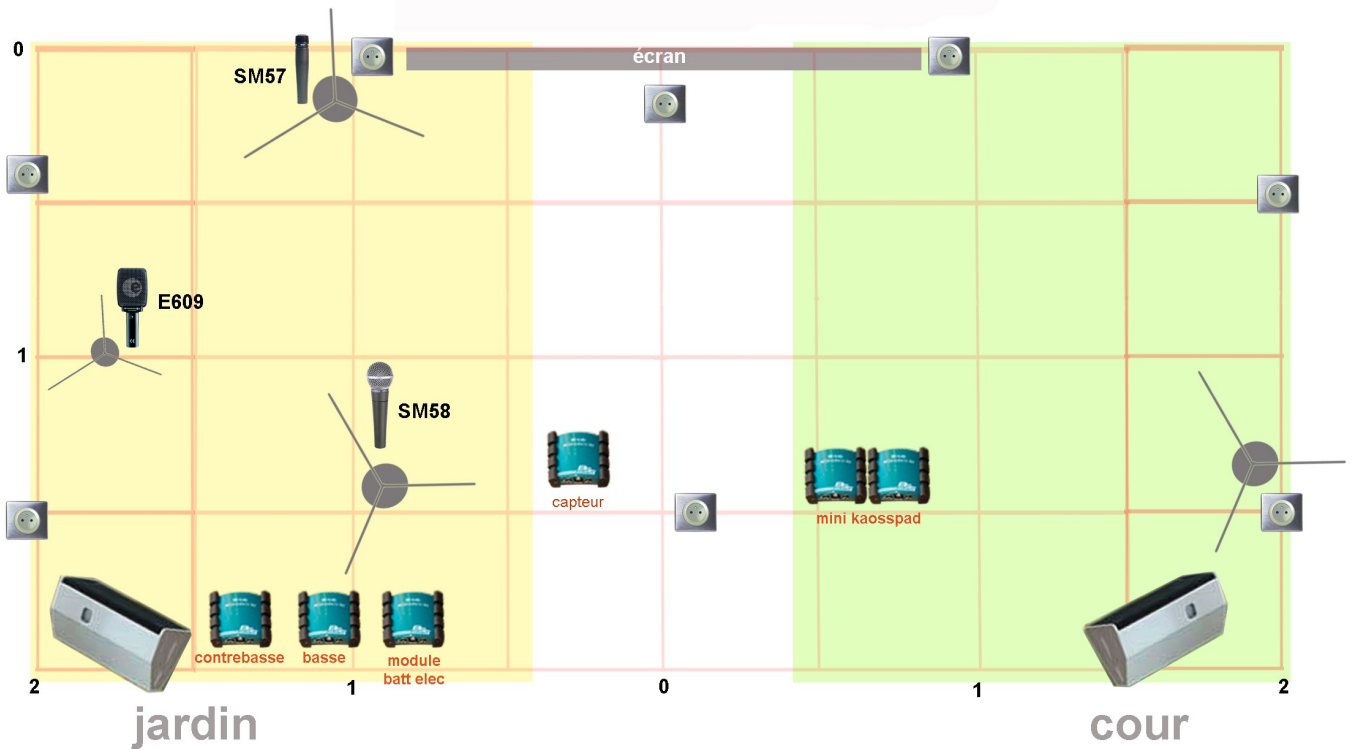 0
écran
SM57
E609
1
SM58
capteur
mini kaosspad
contrebasse
basse
module
batt elec
2
1
0
1
2
jardin
cour